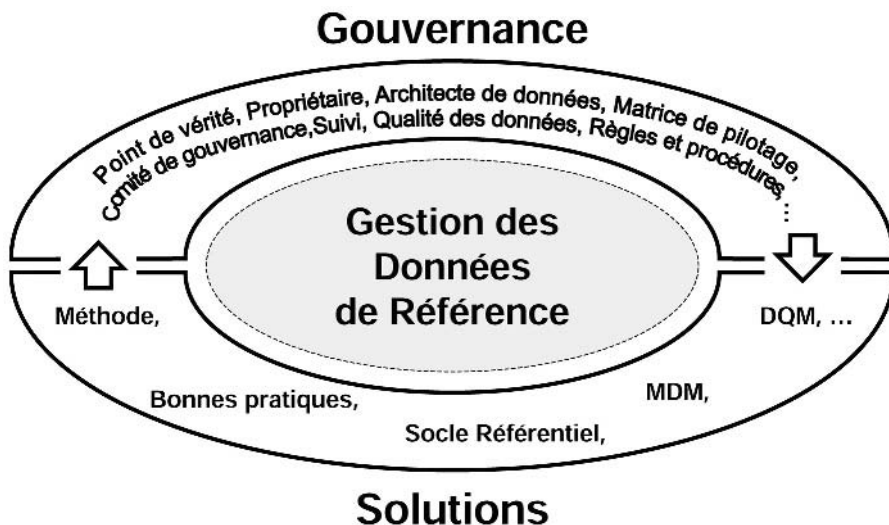 Gouvernance
Point de vérité, Propriétaire, Architecte de données, Matrice de pilotage,
Comité de gouvernance,Suivi, Qualité des données, Règles et procédures, ...
Gestion des
Données
de Référence
Méthode,
DQM, ...
Bonnes pratiques,
MDM,
Socle Référentiel,
Solutions